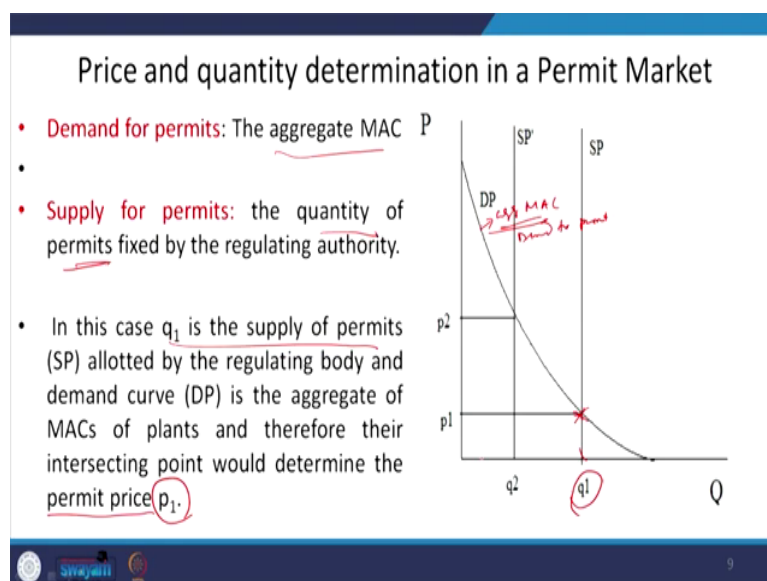 Price and quantity determination in a Permit Market
• Demand for permits: The aggregate MAC
•
• Supply for permits: the quantity of
permits fixed by the regulating authority.
• In this case q₁ is the supply of permits
(SP) allotted by the regulating body and
demand curve (DP) is the aggregate of
MACs of plants and therefore their
intersecting point would determine the
permit price p₁.
P
SP'
SP
DP
MAC
p2
p1
q2
q1
Q
swayam
9